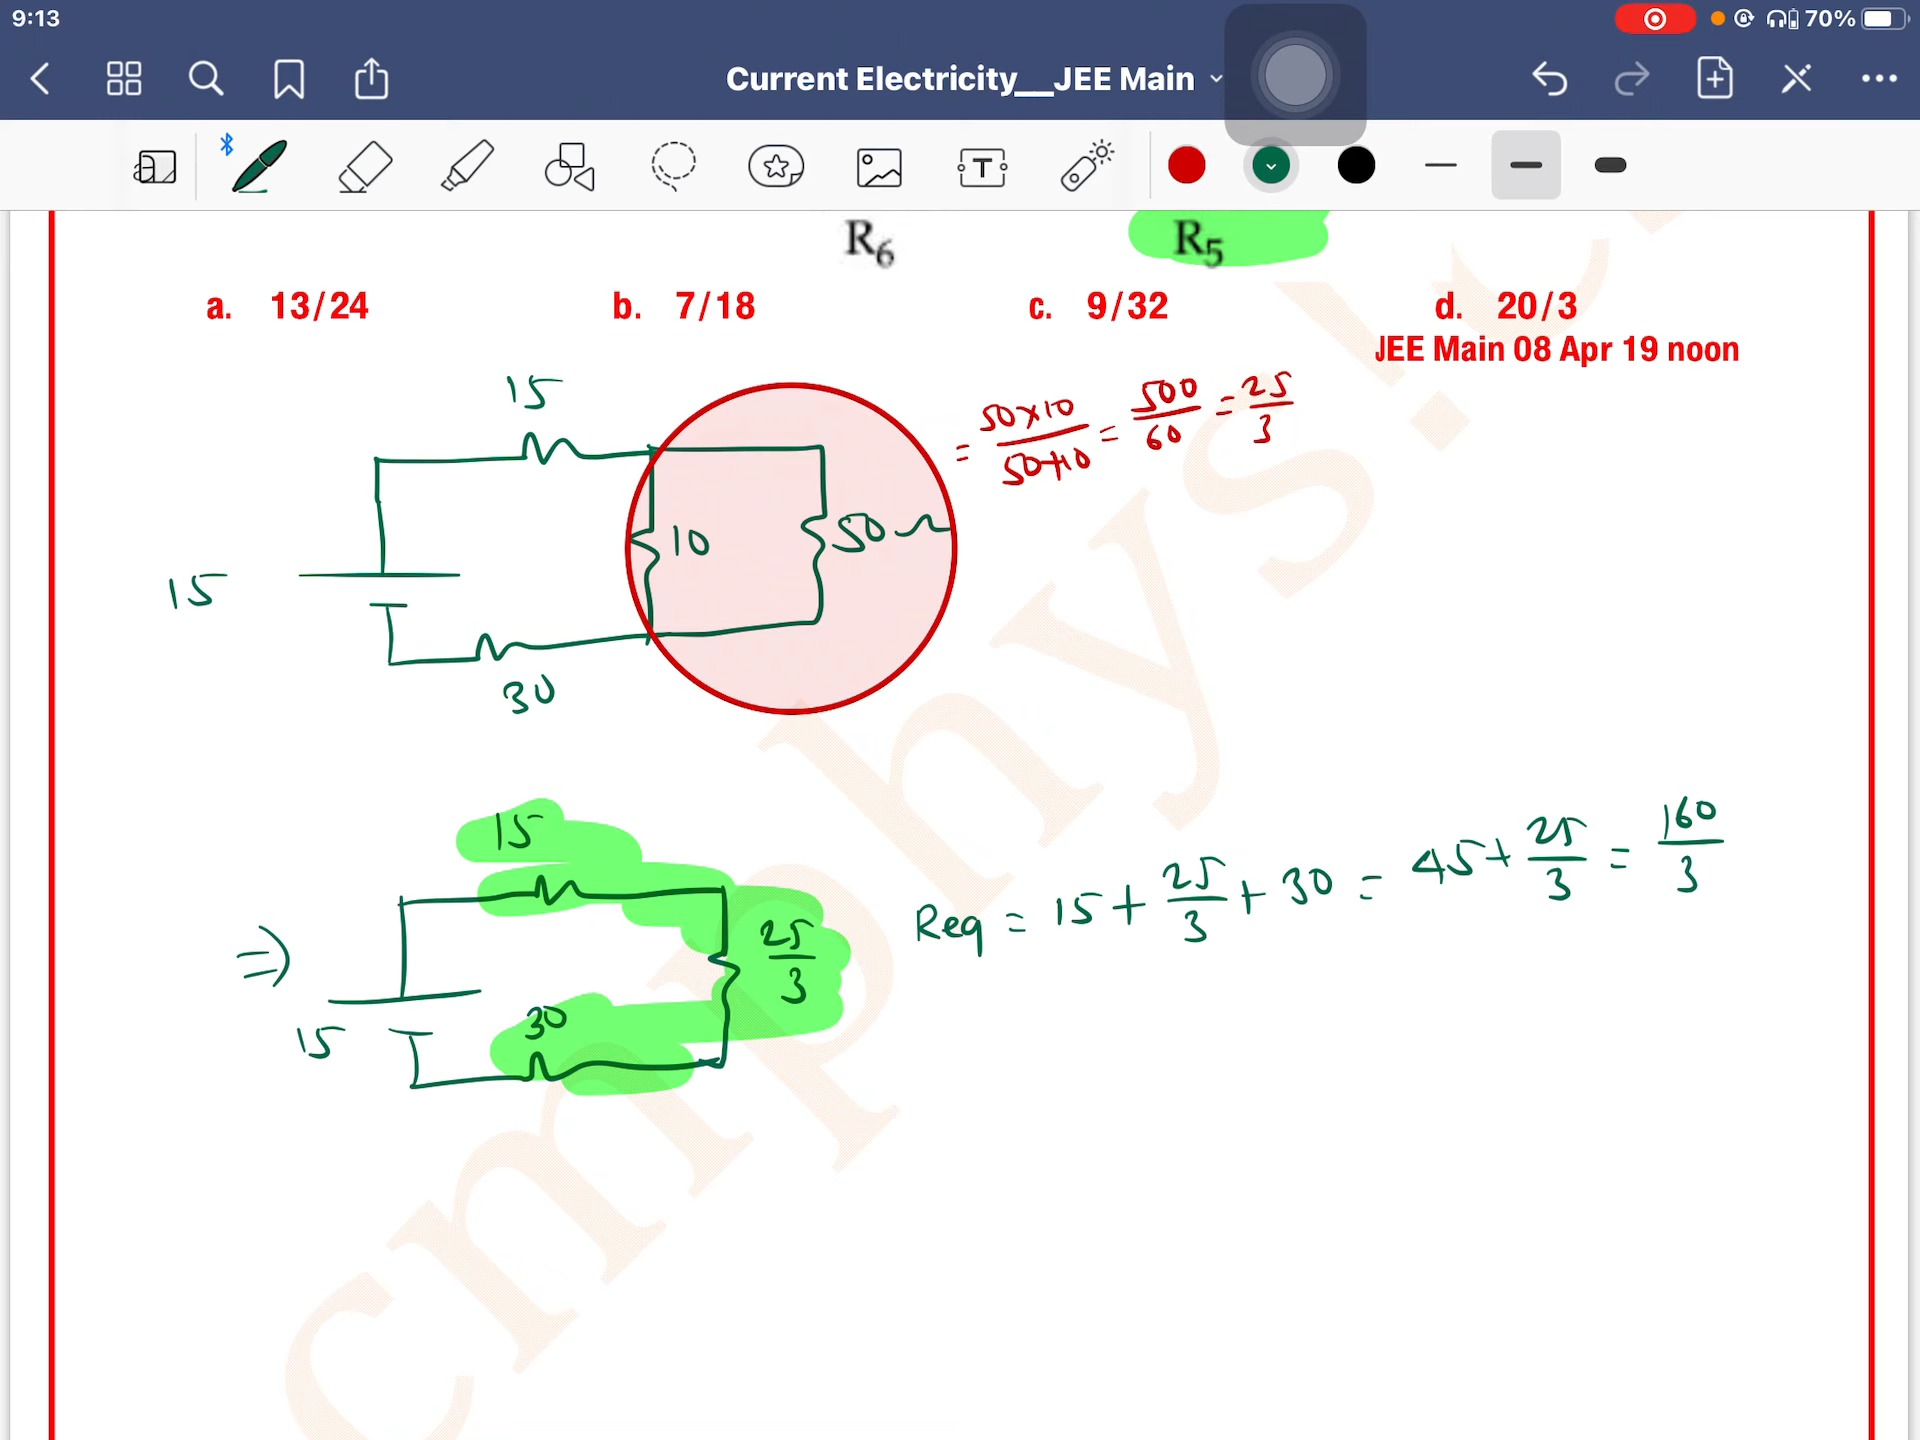 9:13
70%
Current Electricity__JEE Main
R6
R5
a. 13/24 b. 7/18 c. 9/32 d. 20/3
JEE Main 08 Apr 19 noon
15
= 50×10/50+10 = 500/60 = 25/3
10
50
15
30
15
25/3
30
15
⇒
Req = 15 + 25/3 + 30 = 45 + 25/3 = 160/3
cmphys